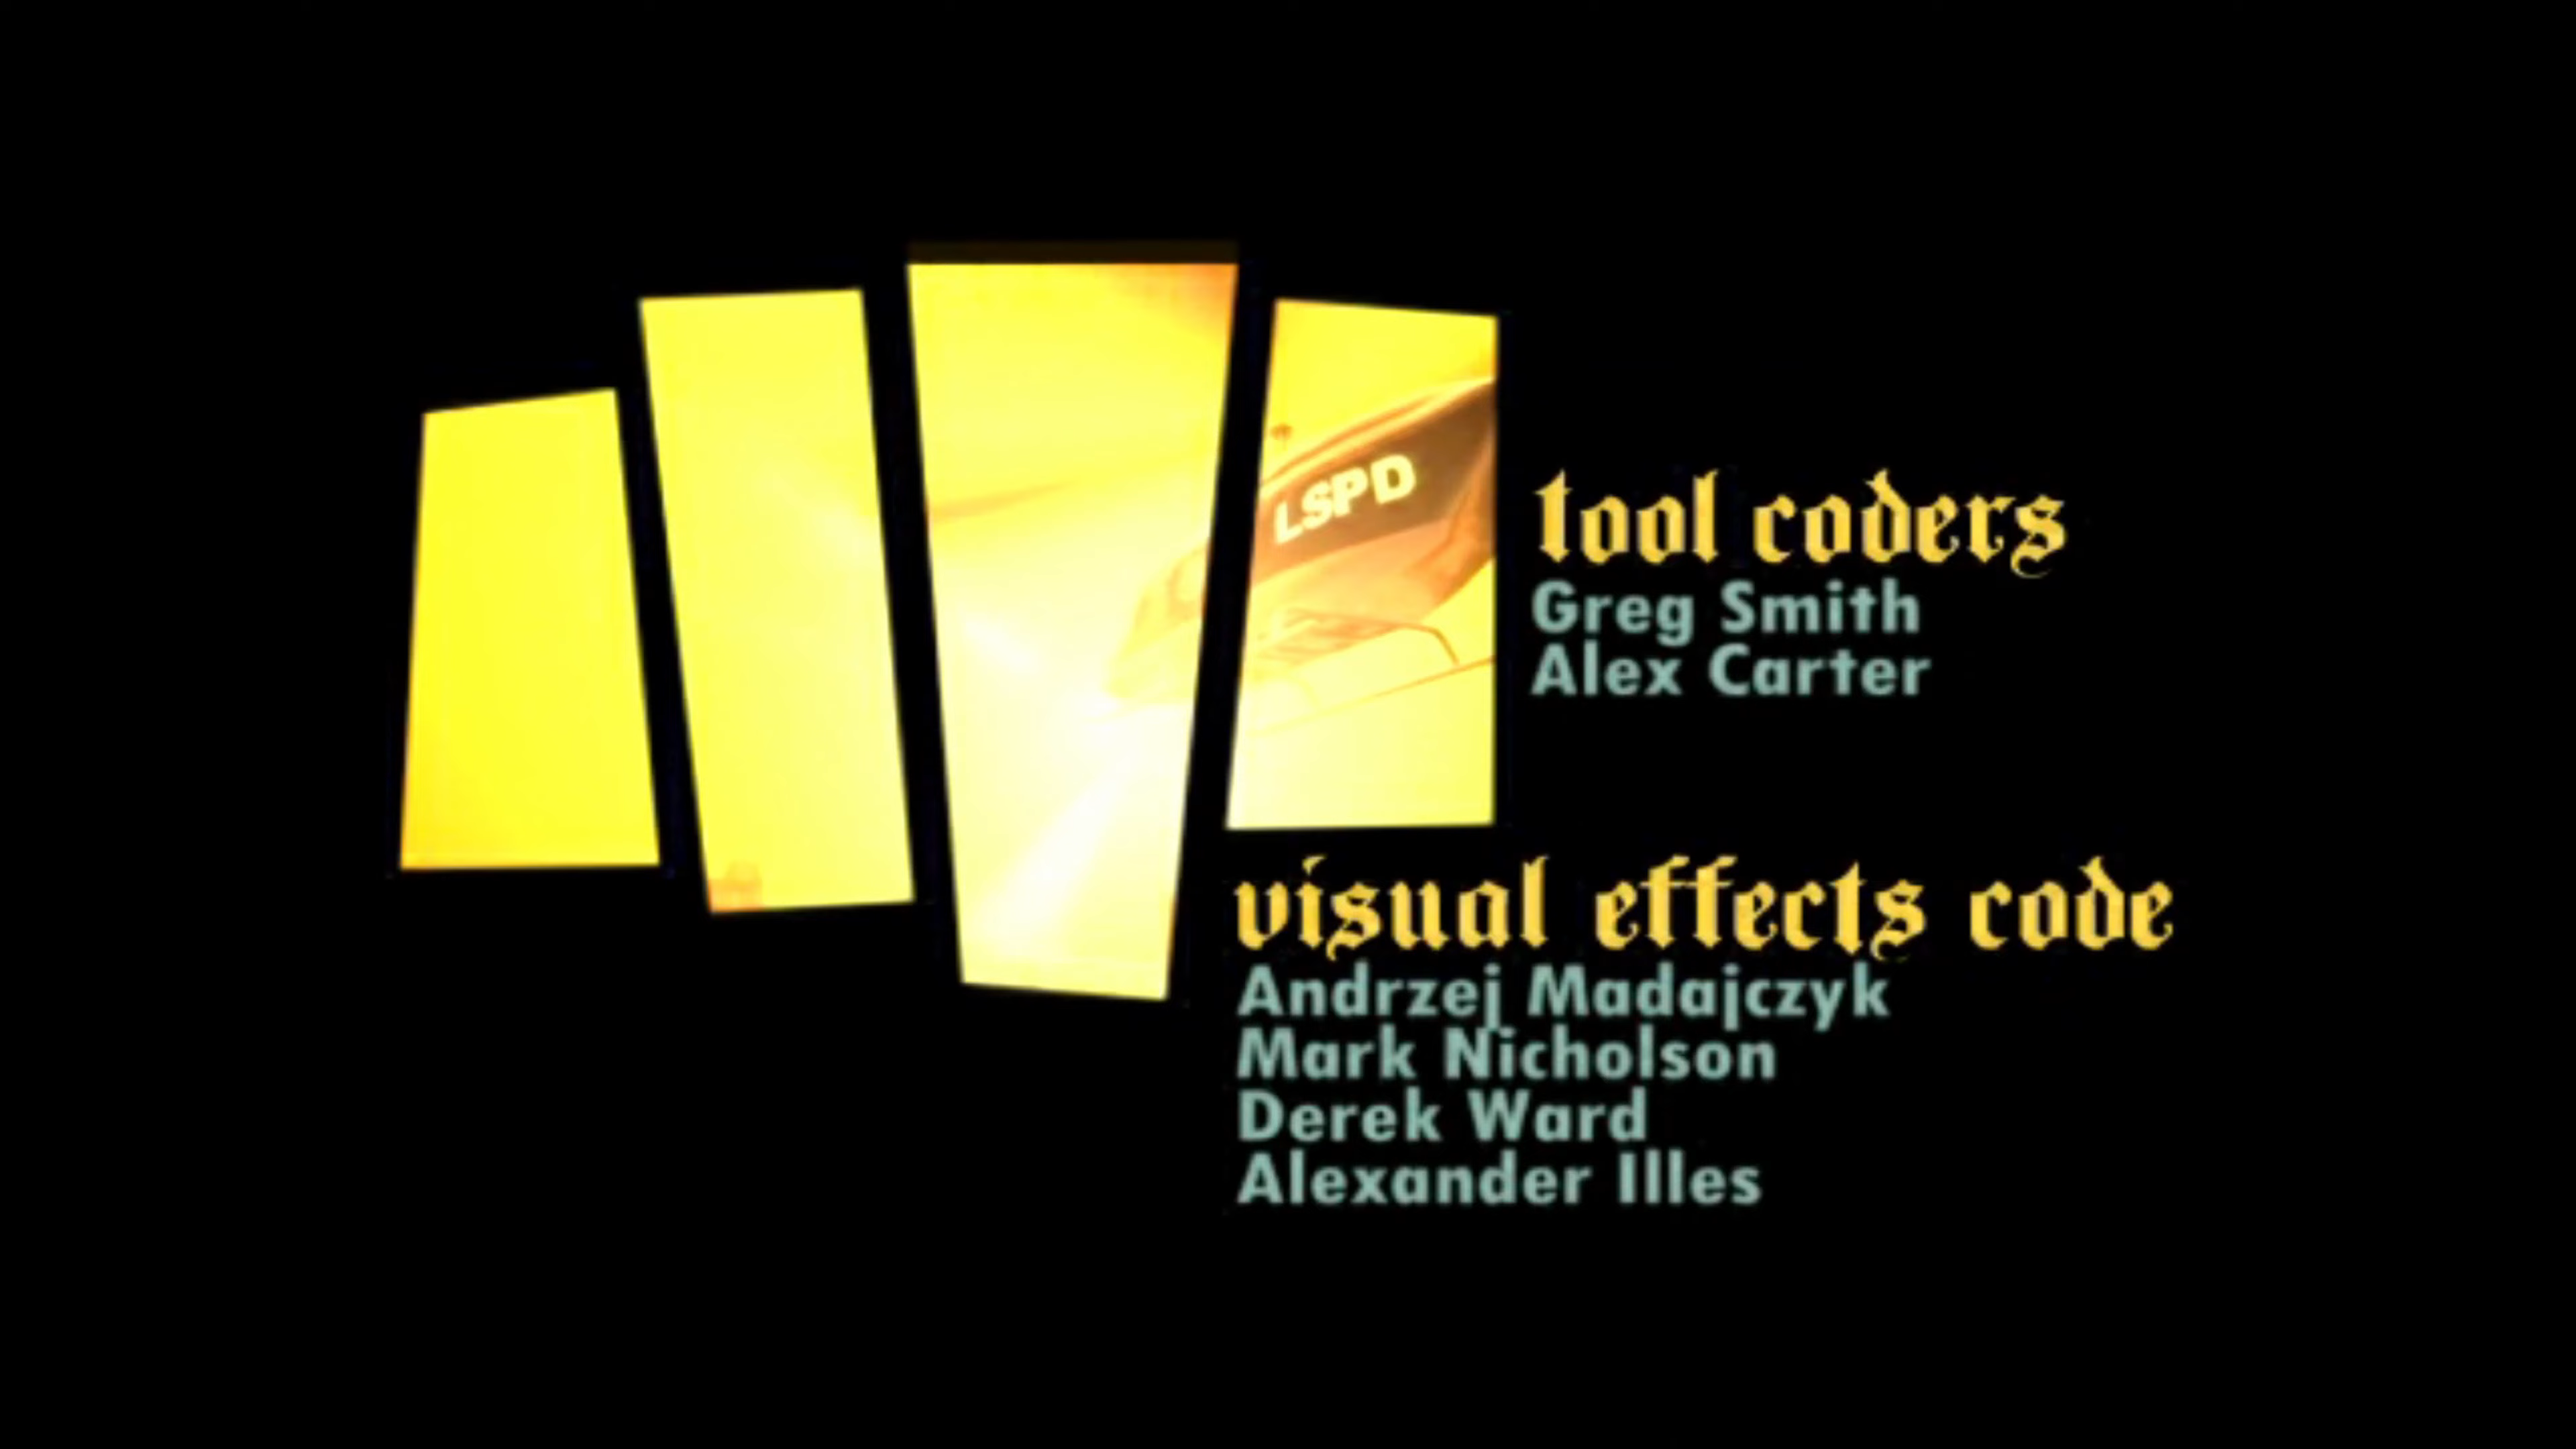 LSPD
tool coders
Greg Smith
Alex Carter
visual effects code
Andrzej Madajczyk
Mark Nicholson
Derek Ward
Alexander Illes